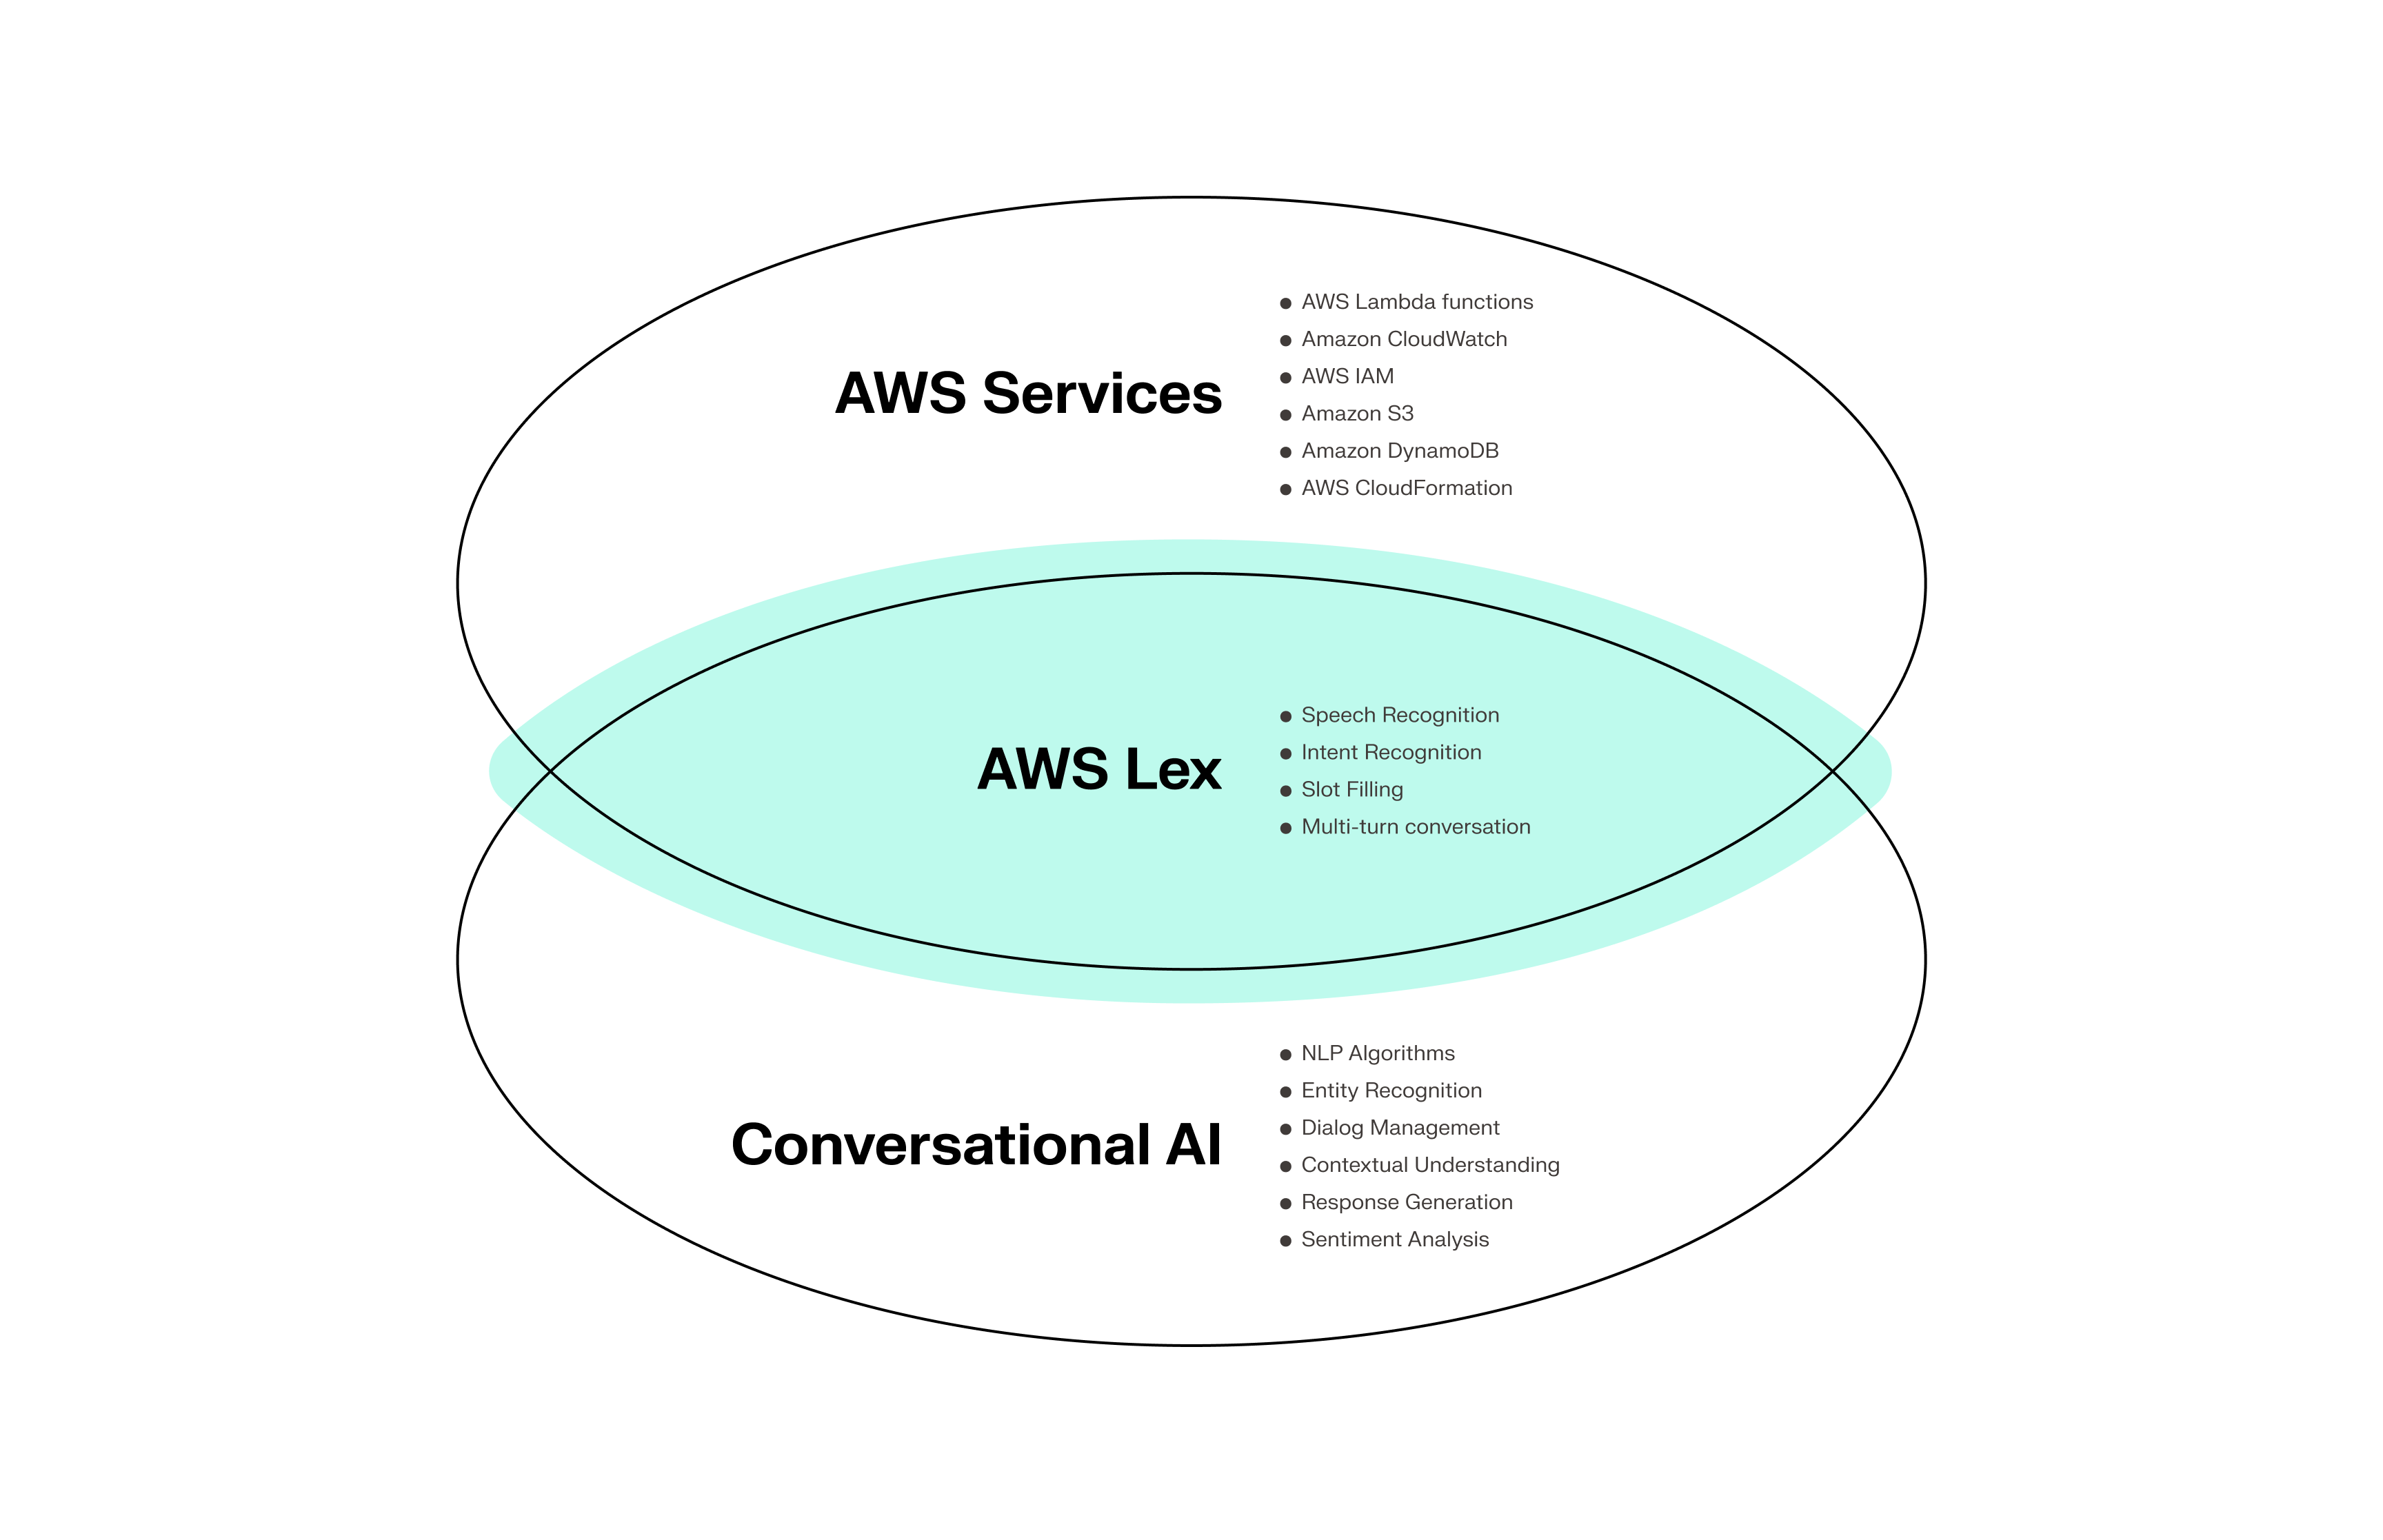 AWS Services
● AWS Lambda functions
● Amazon CloudWatch
● AWS IAM
● Amazon S3
● Amazon DynamoDB
● AWS CloudFormation
AWS Lex
● Speech Recognition
● Intent Recognition
● Slot Filling
● Multi-turn conversation
Conversational AI
● NLP Algorithms
● Entity Recognition
● Dialog Management
● Contextual Understanding
● Response Generation
● Sentiment Analysis